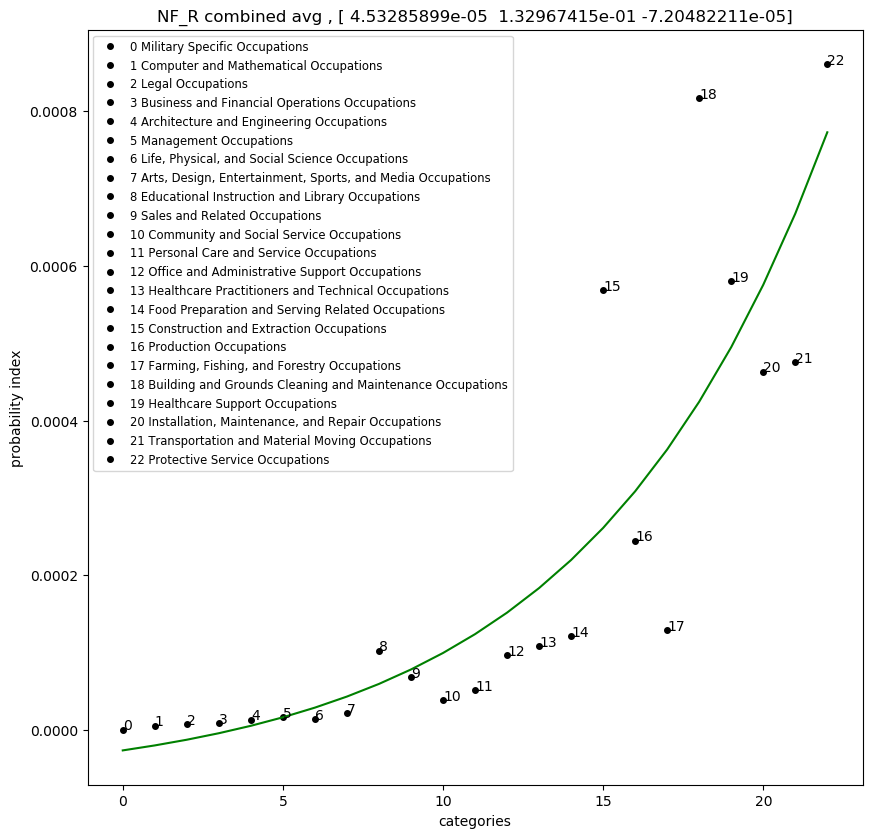 NF_R combined avg , [ 4.53285899e-05  1.32967415e-01 -7.20482211e-05]
0 Military Specific Occupations
1 Computer and Mathematical Occupations
2 Legal Occupations
3 Business and Financial Operations Occupations
4 Architecture and Engineering Occupations
5 Management Occupations
6 Life, Physical, and Social Science Occupations
7 Arts, Design, Entertainment, Sports, and Media Occupations
8 Educational Instruction and Library Occupations
9 Sales and Related Occupations
10 Community and Social Service Occupations
11 Personal Care and Service Occupations
12 Office and Administrative Support Occupations
13 Healthcare Practitioners and Technical Occupations
14 Food Preparation and Serving Related Occupations
15 Construction and Extraction Occupations
16 Production Occupations
17 Farming, Fishing, and Forestry Occupations
18 Building and Grounds Cleaning and Maintenance Occupations
19 Healthcare Support Occupations
20 Installation, Maintenance, and Repair Occupations
21 Transportation and Material Moving Occupations
22 Protective Service Occupations
probability index
0.0008
0.0006
0.0004
0.0002
0.0000
0
1
2
3
4
5
6
7
8
9
10
11
12
13
14
15
16
17
18
19
20
21
22
0
5
10
15
20
categories